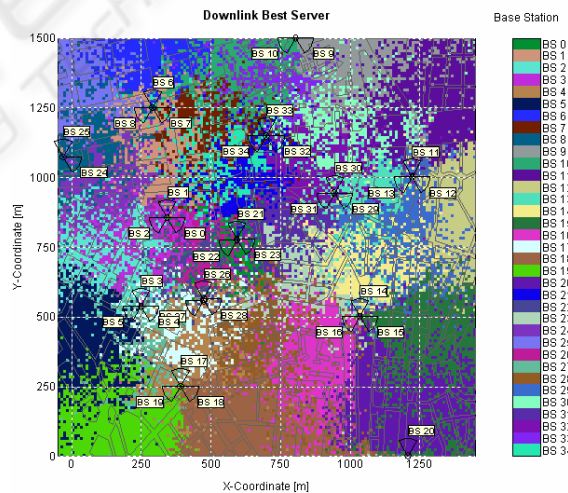 Downlink Best Server
Base Station
1500
1250
1000
750
500
250
0
Y-Coordinate [m]
0
250
500
750
1000
1250
X-Coordinate [m]
BS 10
BS 9
BS 6
BS 8
BS 7
BS 33
BS 25
BS 34
BS 32
BS 11
BS 24
BS 30
BS 1
BS 13
BS 12
BS 31
BS 29
BS 21
BS 2
BS 0
BS 22
BS 23
BS 3
BS 26
BS 14
BS 5
BS 27
BS 4
BS 28
BS 16
BS 15
BS 17
BS 19
BS 18
BS 20
BS 0
BS 1
BS 2
BS 3
BS 4
BS 5
BS 6
BS 7
BS 8
BS 9
BS 10
BS 11
BS 12
BS 13
BS 14
BS 15
BS 16
BS 17
BS 18
BS 19
BS 20
BS 21
BS 22
BS 23
BS 24
BS 25
BS 26
BS 27
BS 28
BS 29
BS 30
BS 31
BS 32
BS 33
BS 34